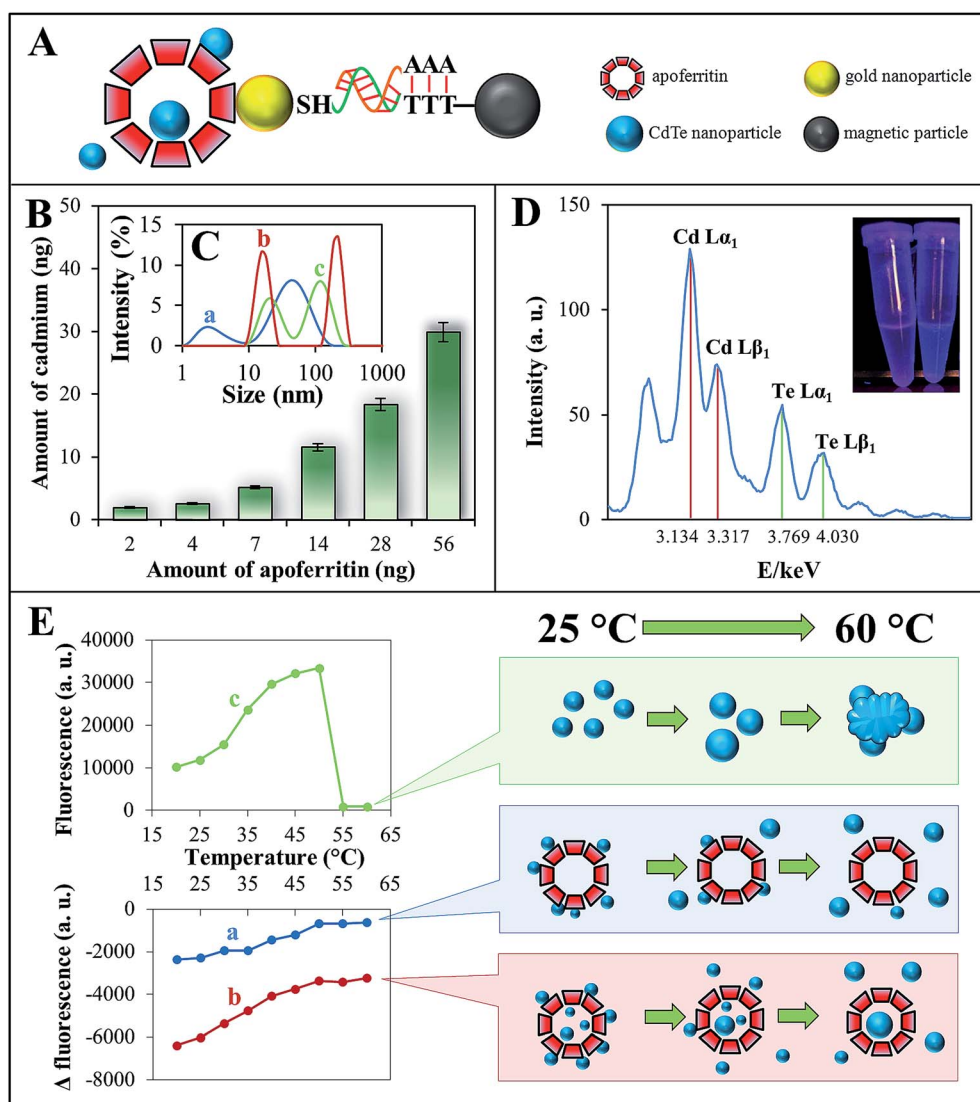 A
SH
AAA
TTT
apoferritin
gold nanoparticle
CdTe nanoparticle
magnetic particle
B
Amount of cadmium (ng)
50
40
30
20
10
0
2 4 7 14 28 56
Amount of apoferritin (ng)
C
Intensity (%)
15
10
5
0
a
b
c
1 10 100 1000
Size (nm)
D
Intensity (a. u.)
150
100
50
0
Cd Lα₁
Cd Lβ₁
Te Lα₁
Te Lβ₁
3.134 3.317 3.769 4.030
E/keV
E
Fluorescence (a. u.)
40000
30000
20000
10000
0
c
15 25 35 45 55 65
Temperature (°C)
15 25 35 45 55 65
Δ fluorescence (a. u.)
0
-2000
-4000
-6000
-8000
a
b
25 °C
60 °C